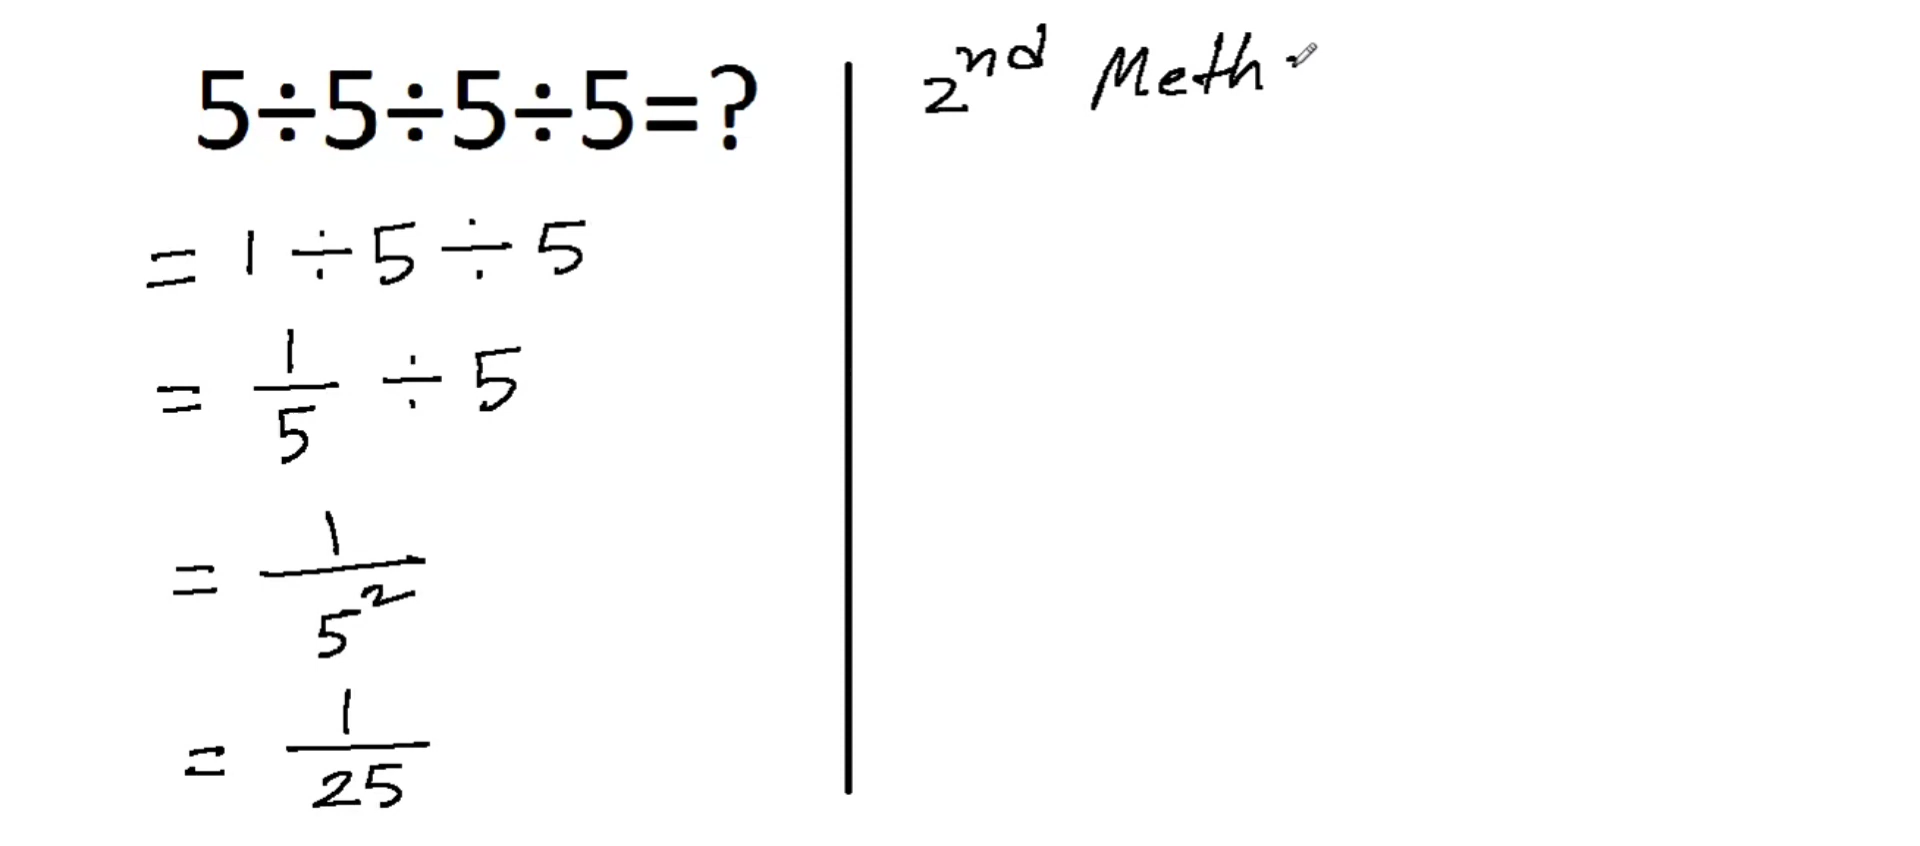 5÷5÷5÷5=?
= 1 ÷ 5 ÷ 5
= 1/5 ÷ 5
= 1/5²
= 1/25
2nd Meth